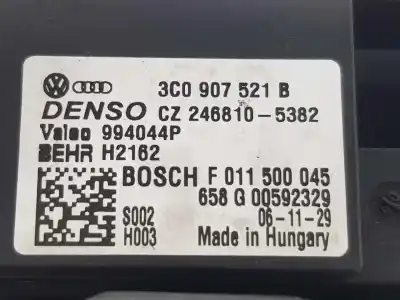 3C0 907 521 B
DENSO CZ 246810-5382
Valeo 994044P
BEHR H2162
BOSCH F 011 500 045
658 G 00592329
S002 06-11-29
H003 Made in Hungary